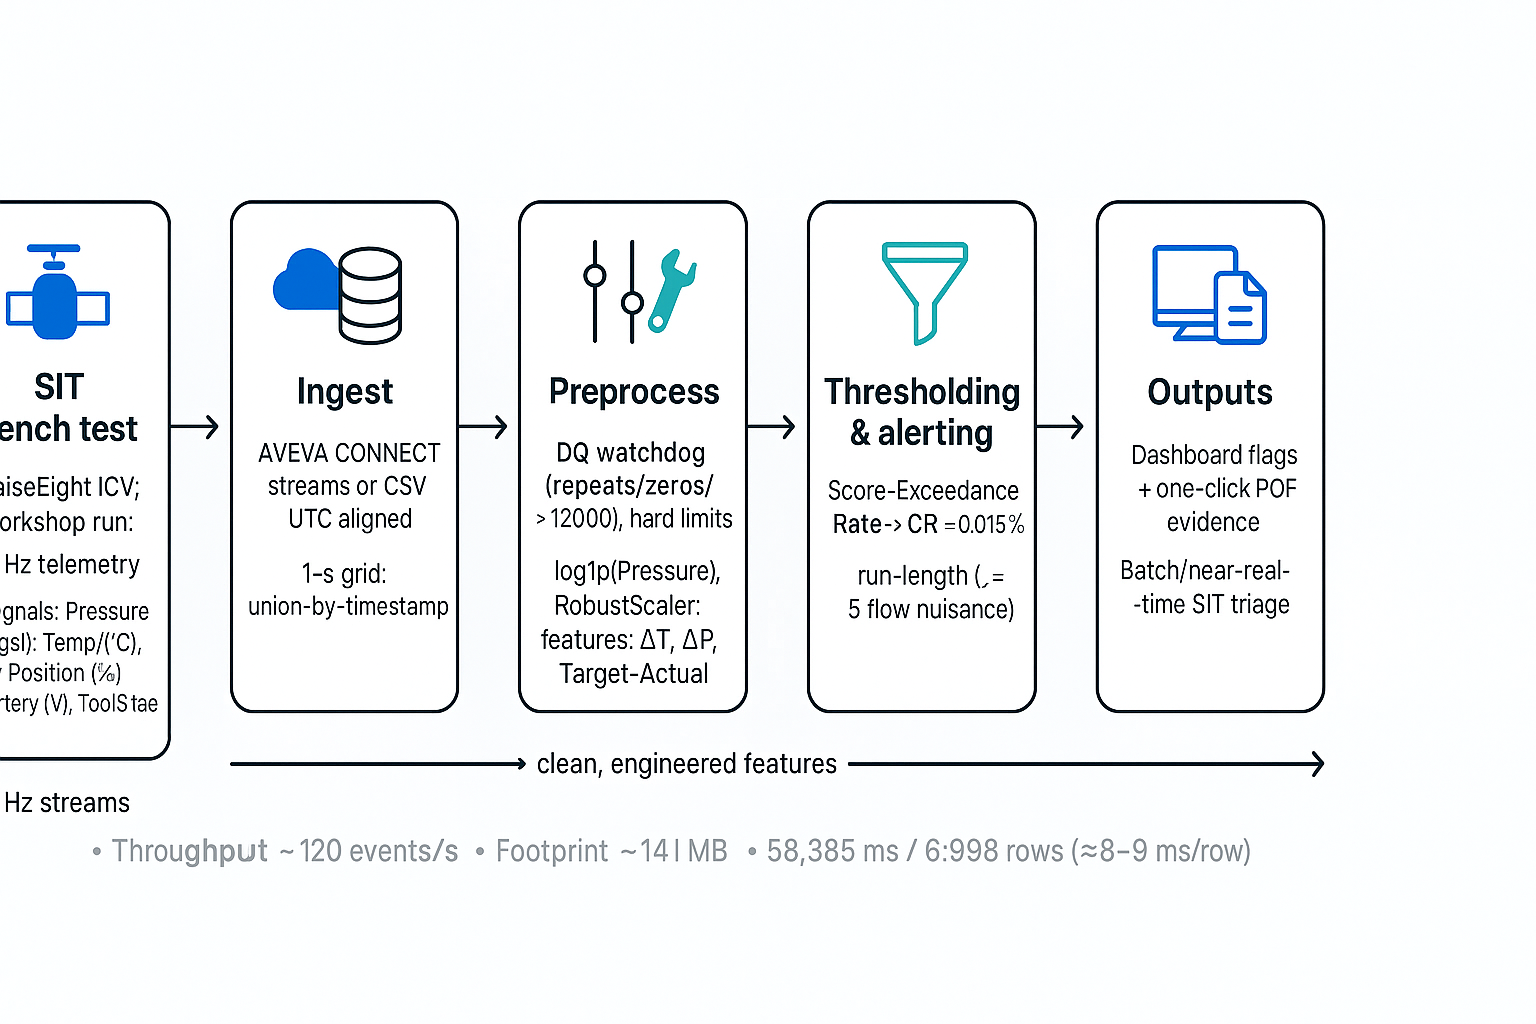 SIT
ench test
aiseEight ICV;
orkshop run:
Hz telemetry
gnals: Pressure
gsl): Temp/(‘C),
Position (%)
rtery (V), ToolStae
Hz streams
Ingest
AVEVA CONNECT
streams or CSV
UTC aligned
1-s grid:
union-by-timestamp
Preprocess
DQ watchdog
(repeats/zeros/
>12000), hard limits
log1p(Pressure),
RobustScaler:
features: ΔT, ΔP,
Target-Actual
Thresholding
& alerting
Score-Exceedance
Rate-> CR =0.015%
run-length ( =
5 flow nuisance)
Outputs
Dashboard flags
+ one-click POF
evidence
Batch/near-real-
-time SIT triage
clean, engineered features
• Throughput ~120 events/s • Footprint ~14l MB • 58,385 ms / 6:998 rows (≈8–9 ms/row)